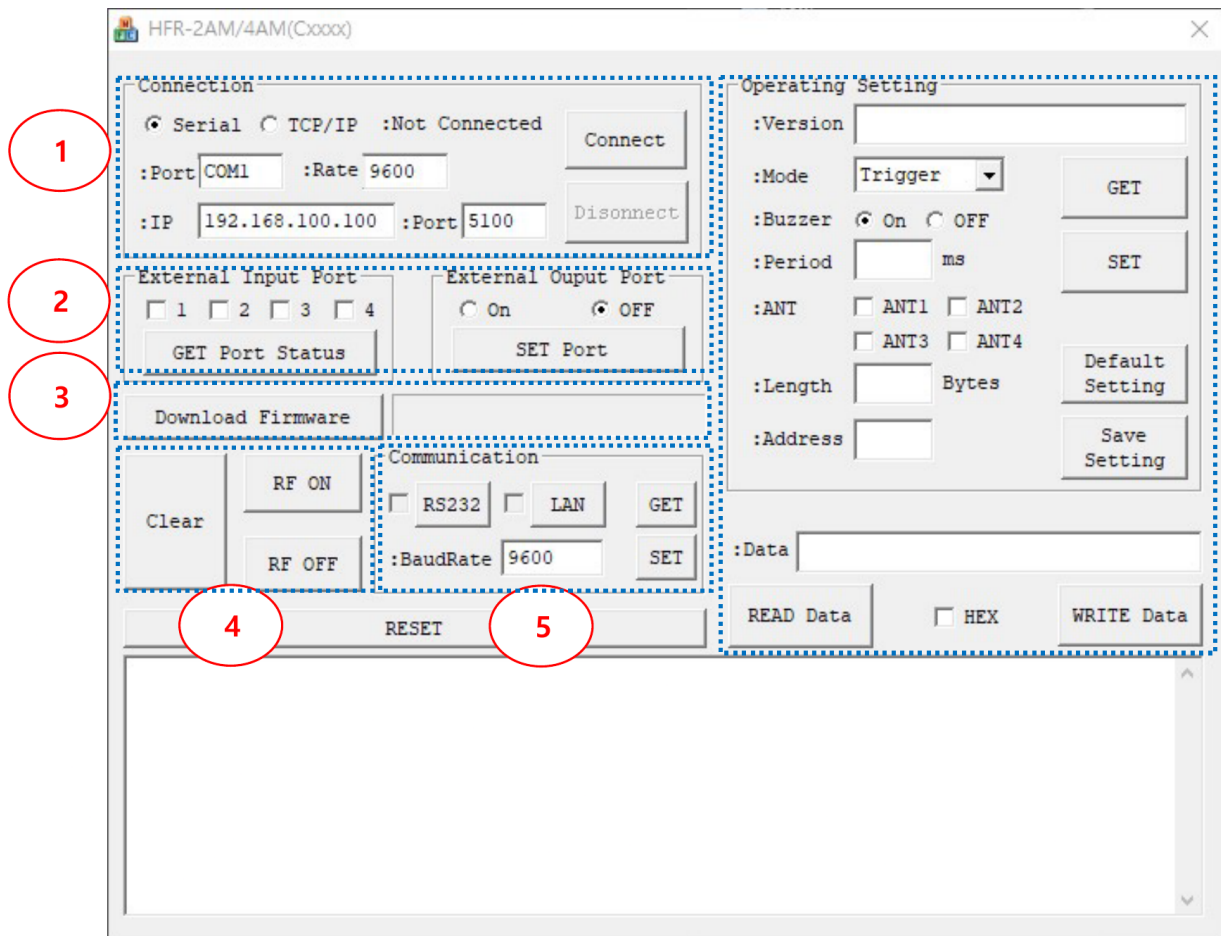 HFR-2AM/4AM(Cxxxx)
Connection
Serial TCP/IP :Not Connected
Connect
:Port COM1 :Rate 9600
:IP 192.168.100.100 :Port 5100
Disonnect
1
External Input Port
1 2 3 4
GET Port Status
External Ouput Port
On OFF
SET Port
2
3
Download Firmware
Clear
RF ON
RF OFF
4
Communication
RS232 LAN GET
:BaudRate 9600 SET
5
RESET
Operating Setting
:Version
:Mode Trigger
GET
:Buzzer On OFF
:Period ms
SET
:ANT ANT1 ANT2
ANT3 ANT4
:Length Bytes
Default
Setting
:Address
Save
Setting
:Data
READ Data HEX WRITE Data